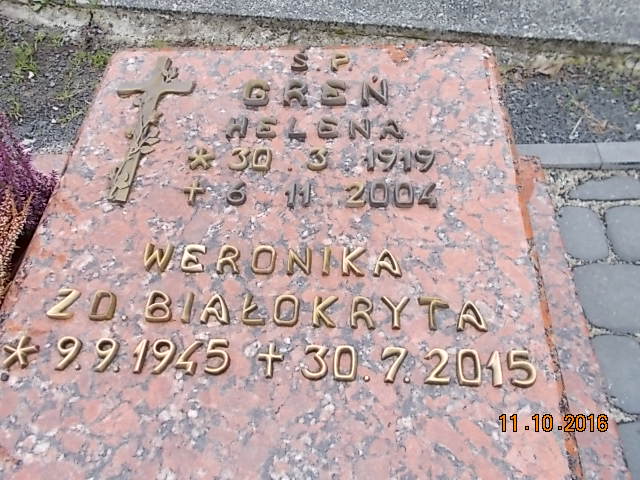 Ś.P
GREŃ
HELENA
* 30.3 1919
+ 6 11 2004
WERONIKA
ZD. BIAŁOKRYTA
* 9.9.1945 + 30.7.2015
11.10.2016